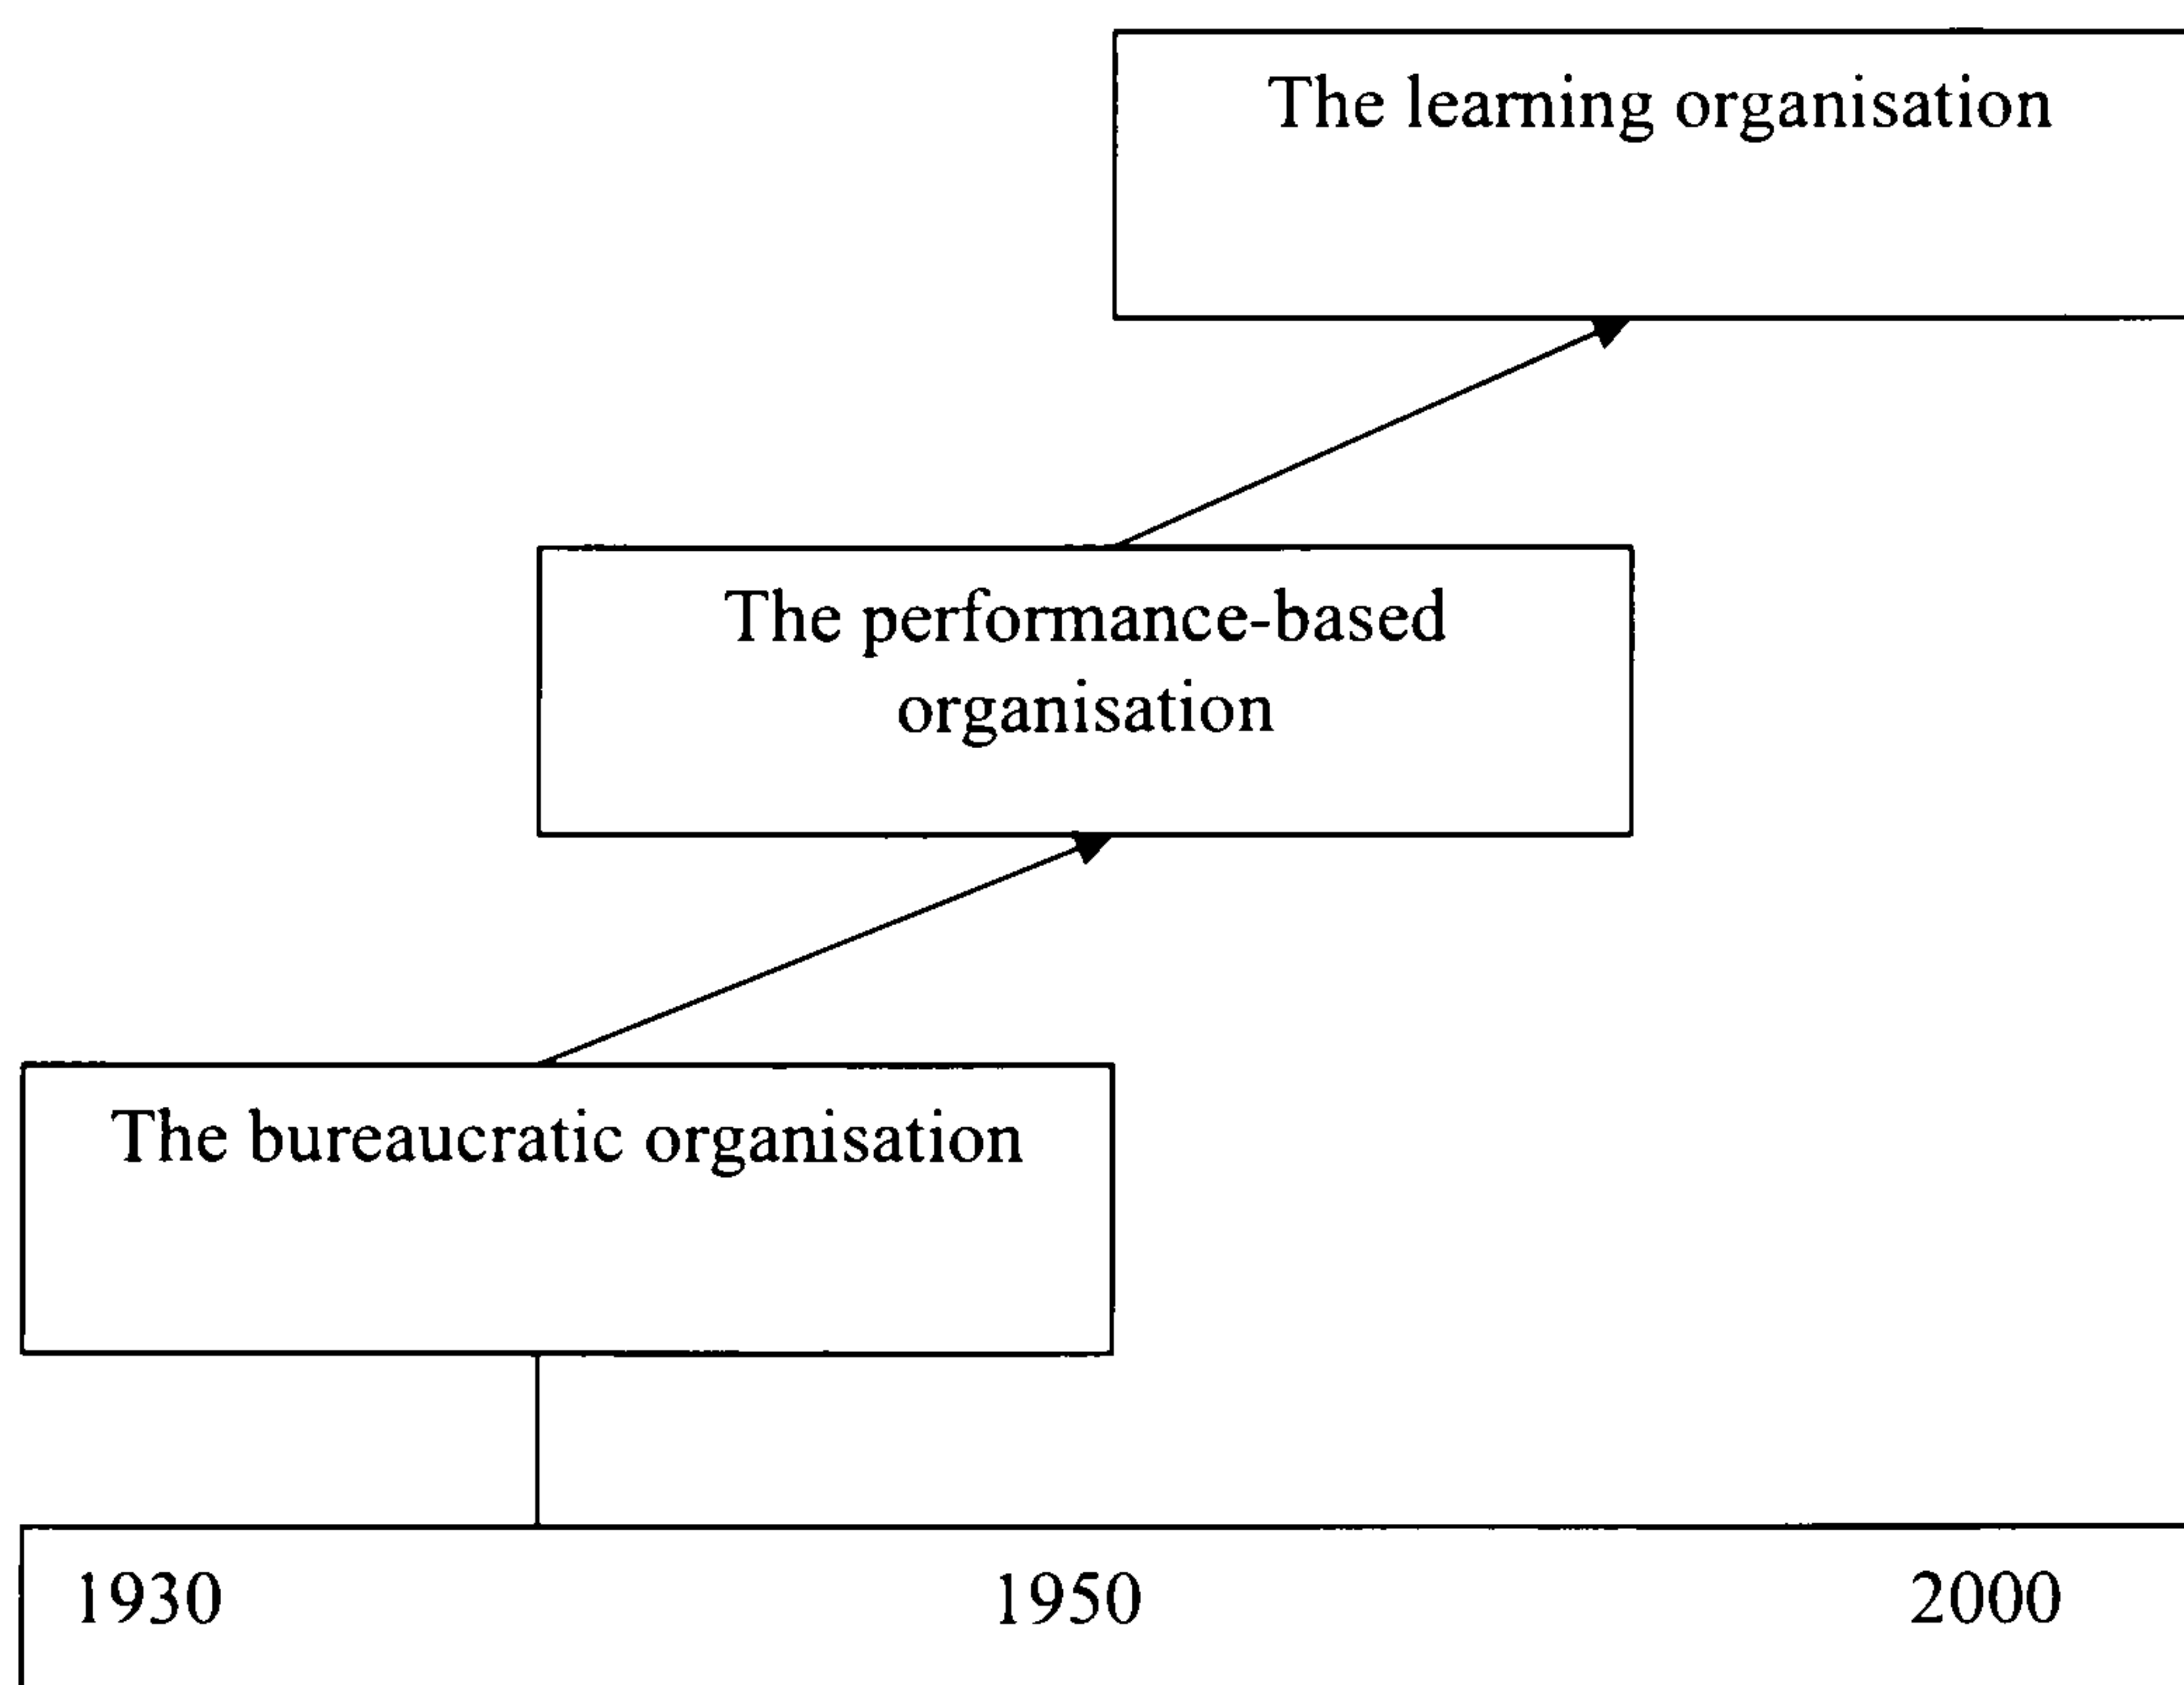 The learning organisation
The performance-based
organisation
The bureaucratic organisation
1930 1950 2000